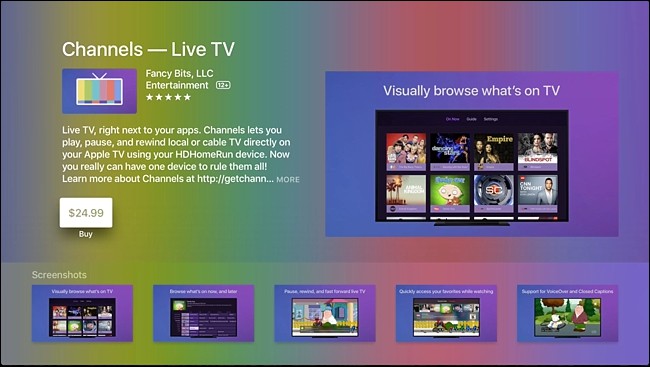 Channels — Live TV
Fancy Bits, LLC
Entertainment 12+
★★★★★
Live TV, right next to your apps. Channels lets you
play, pause, and rewind local or cable TV directly on
your Apple TV using your HDHomeRun device. Now
you really can have one device to rule them all!
Learn more about Channels at http://getchann... MORE
$24.99
Buy
Visually browse what's on TV
On Now Guide Settings
dancing
stars
Empire
BLINDSPOT
ANIMAL
KINGDOM
SC
CNN
TONIGHT
Screenshots
Visually browse what's on TV
Browse what's on now, and later
Pause, rewind, and fast forward live TV
Quickly access your favorites while watching
Support for VoiceOver and Closed Captions